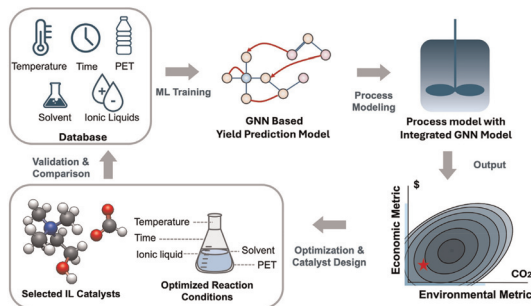 Temperature
Time
PET
Solvent
Ionic Liquids
Database
ML Training
GNN Based
Yield Prediction Model
Process
Modeling
Process model with
Integrated GNN Model
Output
$
Economic Metric
CO₂
Environmental Metric
Optimization &
Catalyst Design
Temperature
Time
Ionic liquid
Solvent
PET
Optimized Reaction
Conditions
Selected IL Catalysts
Validation &
Comparison